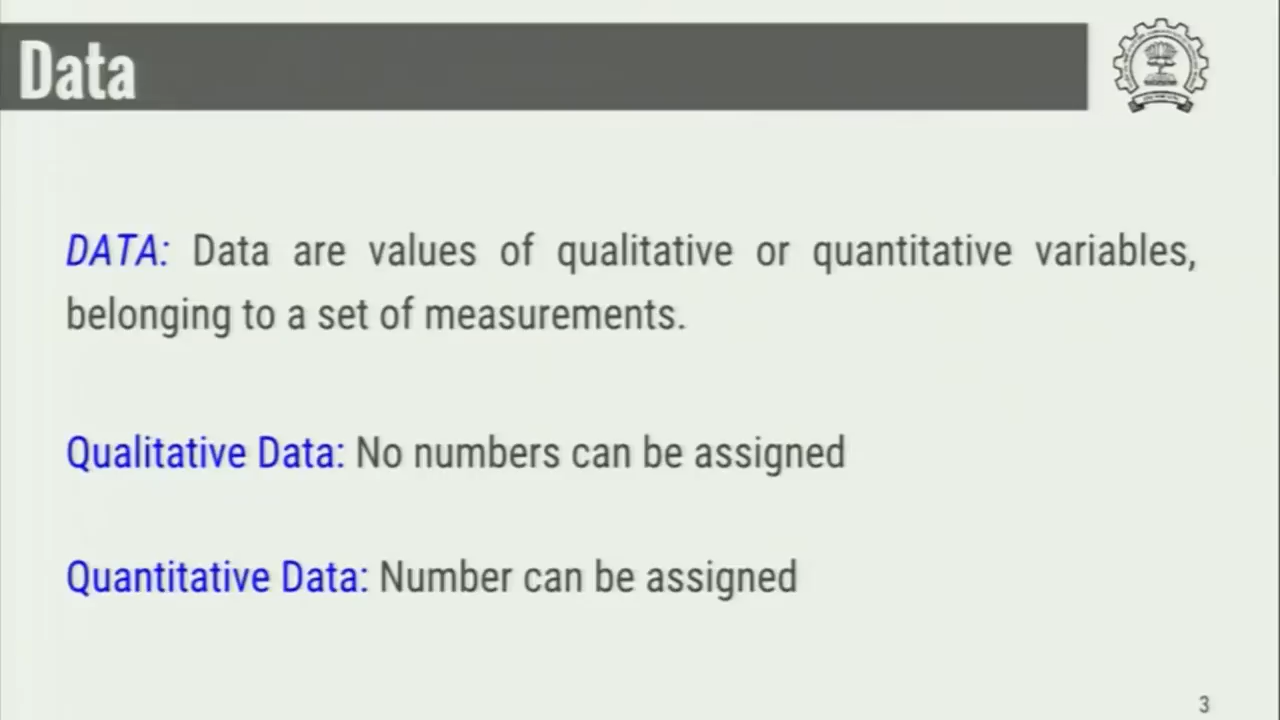 Data
DATA: Data are values of qualitative or quantitative variables,
belonging to a set of measurements.
Qualitative Data: No numbers can be assigned
Quantitative Data: Number can be assigned
3